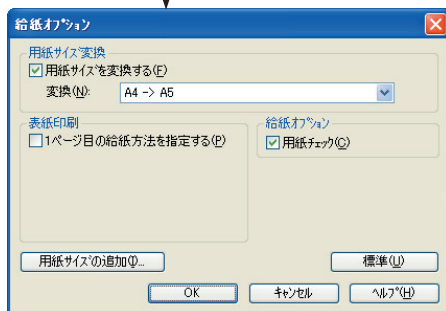 給紙オプション
用紙サイズ変換
用紙サイズを変換する(F)
変換(N): A4 -> A5
表紙印刷
1ページ目の給紙方法を指定する(P)
給紙オプション
用紙チェック(C)
用紙サイズの追加(I)...
標準(U)
OK キャンセル ヘルプ(H)